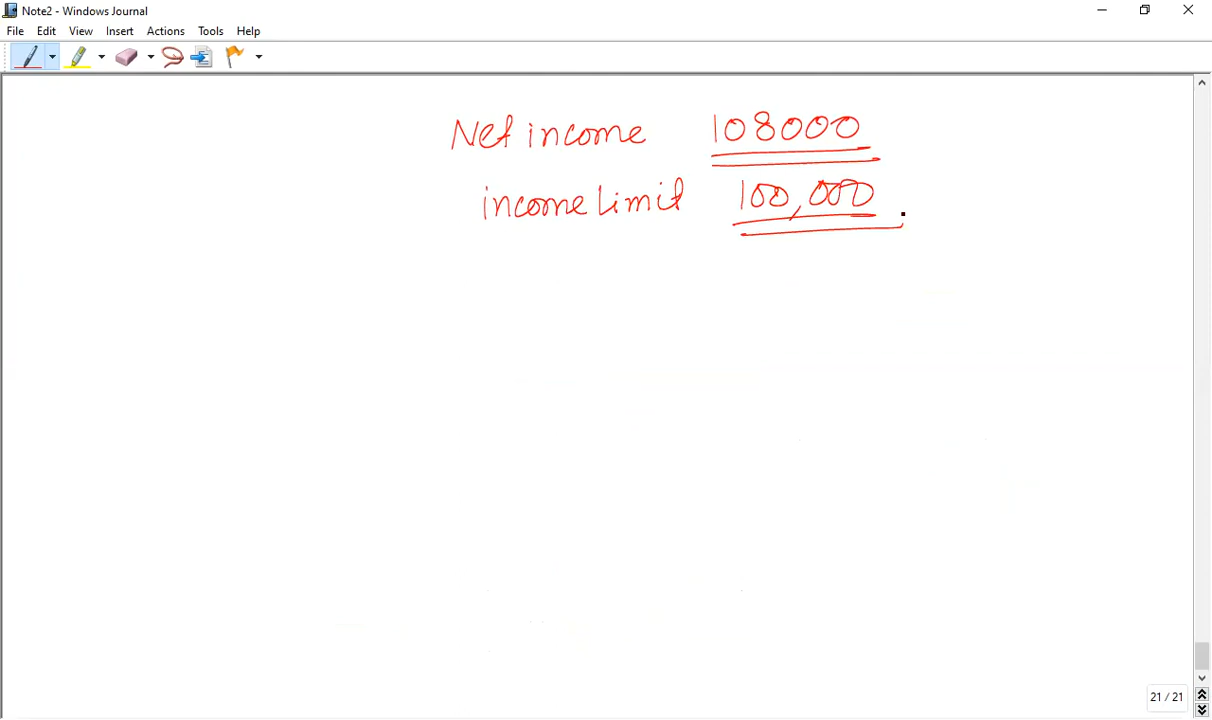 Note2 - Windows Journal
File Edit View Insert Actions Tools Help
Net income 108000
income limit 100,000
21 / 21